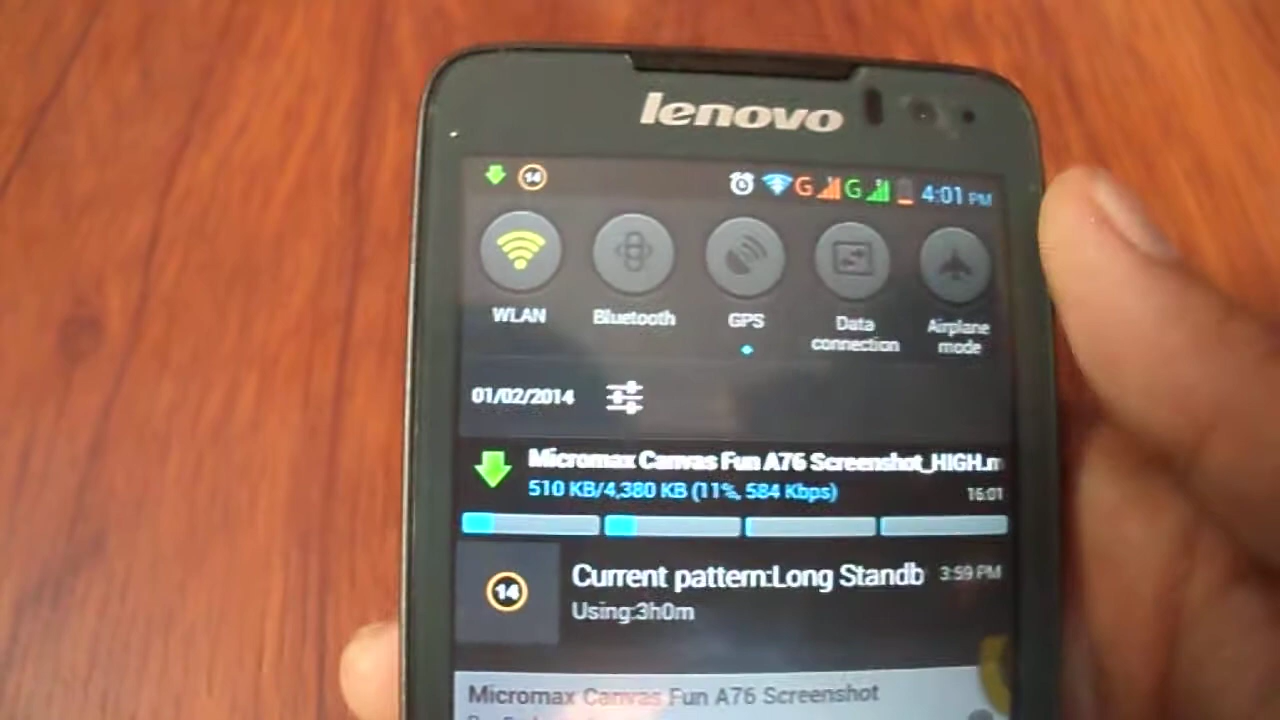 lenovo
14 G G 4:01 PM
WLAN Bluetooth GPS Data connection Airplane mode
01/02/2014
Micromax Canvas Fun A76 Screenshot_HIGH.m
510 KB/4,380 KB (11%, 584 Kbps) 16:01
Current pattern:Long Standb 3:59 PM
14 Using:3h0m
Micromax Canvas Fun A76 Screenshot